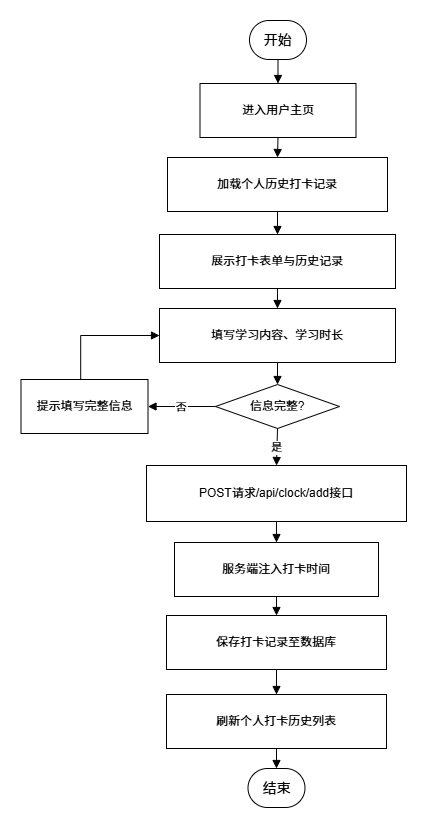 开始
进入用户主页
加载个人历史打卡记录
展示打卡表单与历史记录
填写学习内容、学习时长
信息完整?
否
提示填写完整信息
是
POST请求/api/clock/add接口
服务端注入打卡时间
保存打卡记录至数据库
刷新个人打卡历史列表
结束